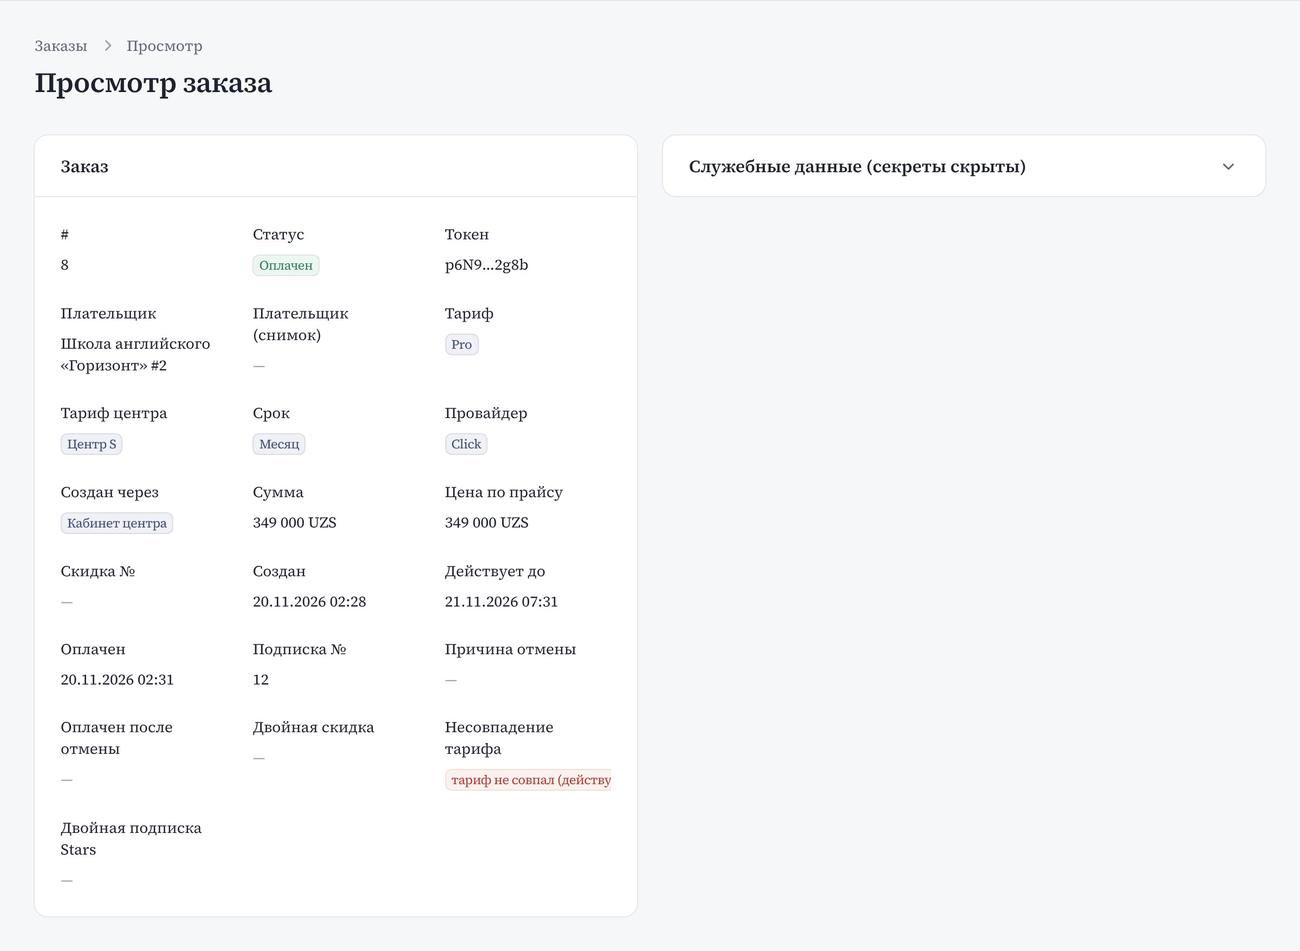 Заказы
Просмотр
Просмотр заказа
Заказ
#
8
Статус
Оплачен
Токен
p6N9…2g8b
Плательщик
Школа английского
«Горизонт» #2
Плательщик
(снимок)
—
Тариф
Pro
Тариф центра
Центр S
Срок
Месяц
Провайдер
Click
Создан через
Кабинет центра
Сумма
349 000 UZS
Цена по прайсу
349 000 UZS
Скидка №
—
Создан
20.11.2026 02:28
Действует до
21.11.2026 07:31
Оплачен
20.11.2026 02:31
Подписка №
12
Причина отмены
—
Оплачен после
отмены
—
Двойная скидка
—
Несовпадение
тарифа
тариф не совпал (действу
Двойная подписка
Stars
—
Служебные данные (секреты скрыты)